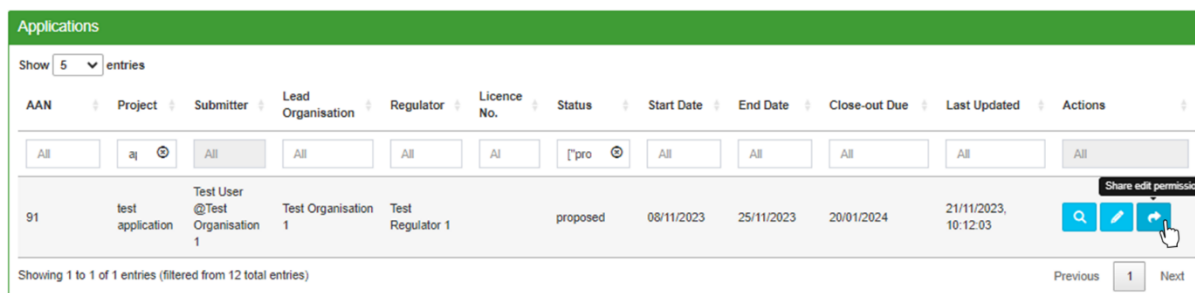 Applications
Show 5 entries
AAN Project Submitter Lead Organisation Regulator Licence No. Status Start Date End Date Close-out Due Last Updated Actions
All a All All All Al ["pro All All All All All
Share edit permissio
91 test application Test User @Test Organisation 1 Test Organisation 1 Test Regulator 1 proposed 08/11/2023 25/11/2023 20/01/2024 21/11/2023, 10:12:03
Showing 1 to 1 of 1 entries (filtered from 12 total entries)
Previous 1 Next